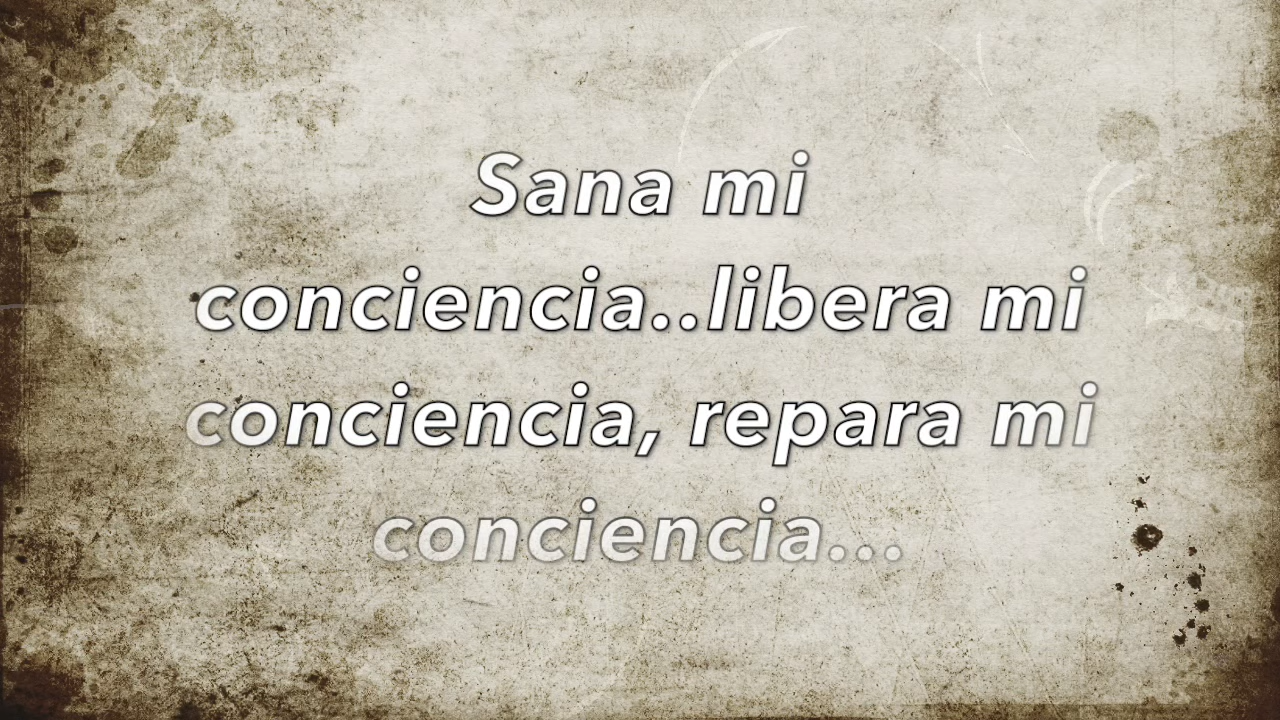 Sana mi
conciencia..libera mi
conciencia, repara mi
conciencia...